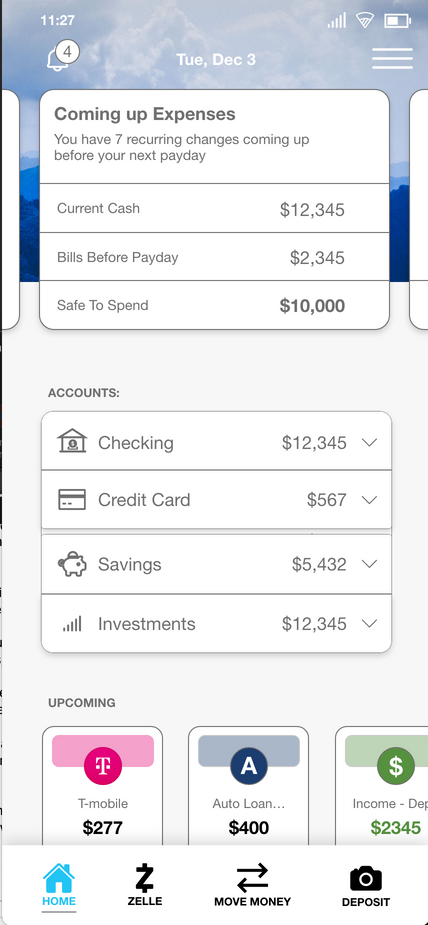 11:27
4
Tue, Dec 3
Coming up Expenses
You have 7 recurring changes coming up
before your next payday
Current Cash $12,345
Bills Before Payday $2,345
Safe To Spend $10,000
ACCOUNTS:
Checking $12,345
Credit Card $567
Savings $5,432
Investments $12,345
UPCOMING
T A $
T-mobile Auto Loan... Income - Dep
$277 $400 $2345
HOME ZELLE MOVE MONEY DEPOSIT